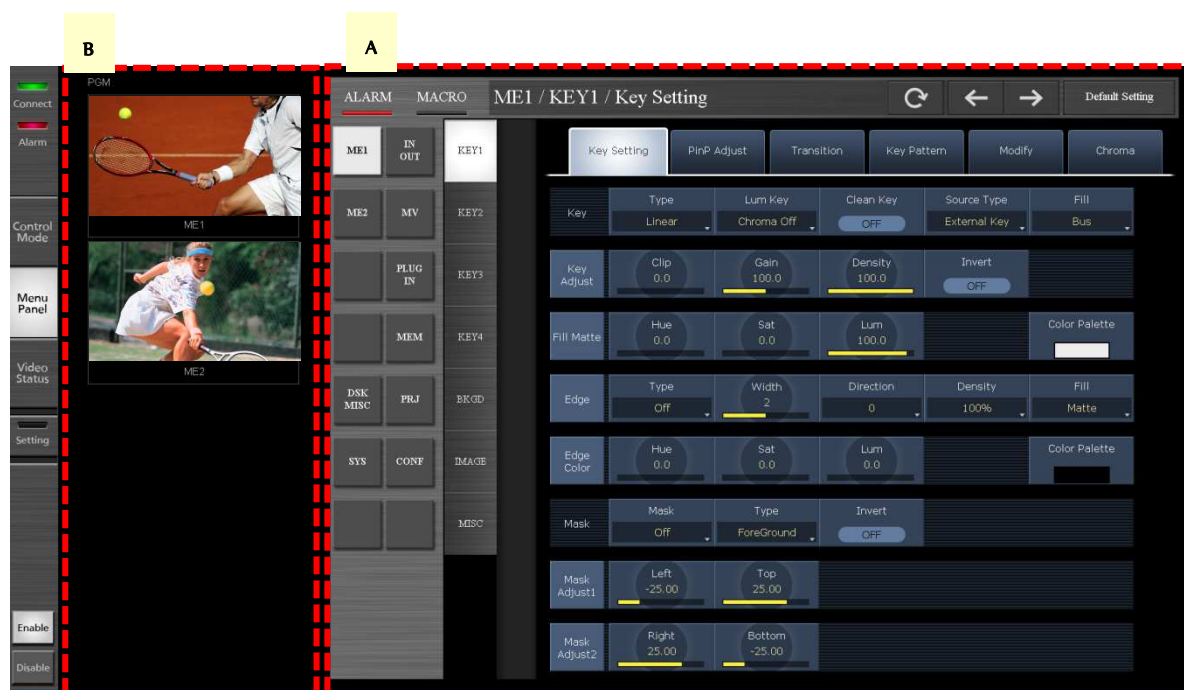 B
A
Connect
Alarm
Control
Mode
Menu
Panel
Video
Status
Setting
Enable
Disable
PGM
ME1
ME2
ALARM MACRO ME1 / KEY1 / Key Setting Default Setting
ME1 IN OUT KEY1
ME2 MV KEY2
PLUG IN KEY3
MEM KEY4
DSK MISC PRJ BKGD
SYS CONF IMAGE
MISC
Key Setting PinP Adjust Transition Key Pattern Modify Chroma
Key
Type Lum Key Clean Key Source Type Fill
Linear Chroma Off OFF External Key Bus
Key Adjust
Clip Gain Density Invert
0.0 100.0 100.0 OFF
Fill Matte
Hue Sat Lum Color Palette
0.0 0.0 100.0
Edge
Type Width Direction Density Fill
Off 2 0 100% Matte
Edge Color
Hue Sat Lum Color Palette
0.0 0.0 0.0
Mask
Mask Type Invert
Off ForeGround OFF
Mask Adjust1
Left Top
-25.00 25.00
Mask Adjust2
Right Bottom
25.00 -25.00